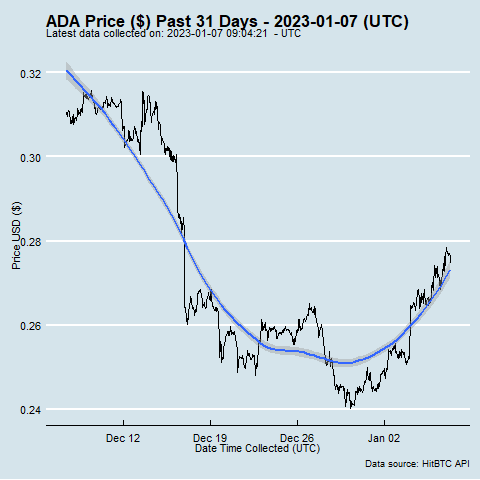 ADA Price ($) Past 31 Days - 2023-01-07 (UTC)
Latest data collected on: 2023-01-07 09:04:21 - UTC
0.32
0.30
0.28
0.26
0.24
Price USD ($)
Dec 12
Dec 19
Dec 26
Jan 02
Date Time Collected (UTC)
Data source: HitBTC API